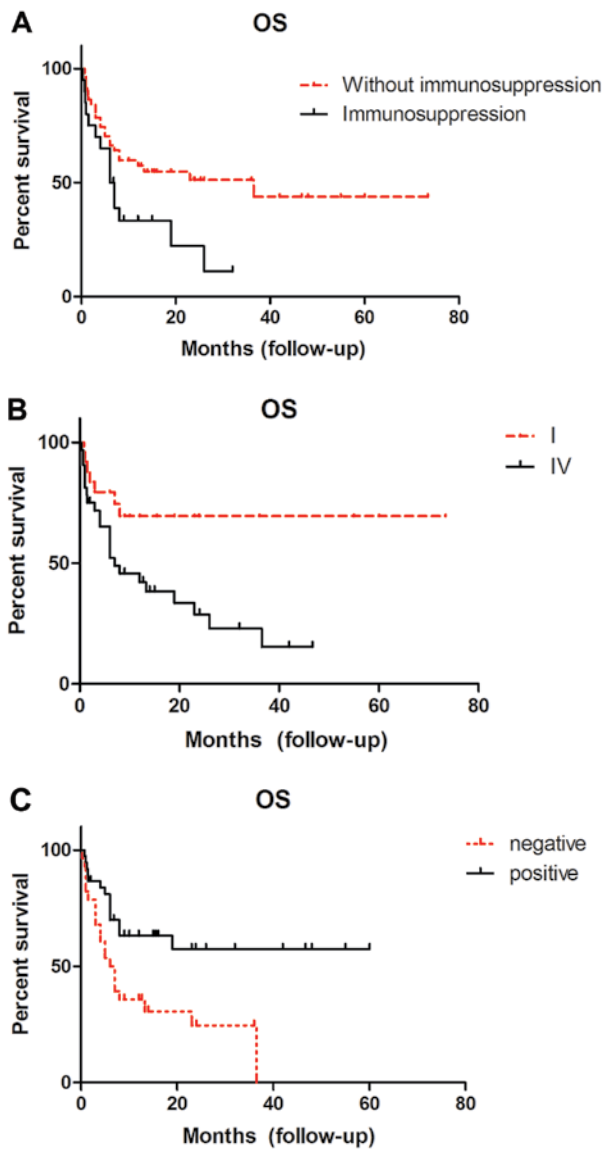 A
OS
100
50
0
Percent survival
Without immunosuppression
Immunosuppression
0 20 40 60 80
Months (follow-up)
B
OS
100
50
0
Percent survival
I
IV
0 20 40 60 80
Months (follow-up)
C
OS
100
50
0
Percent survival
negative
positive
0 20 40 60 80
Months (follow-up)